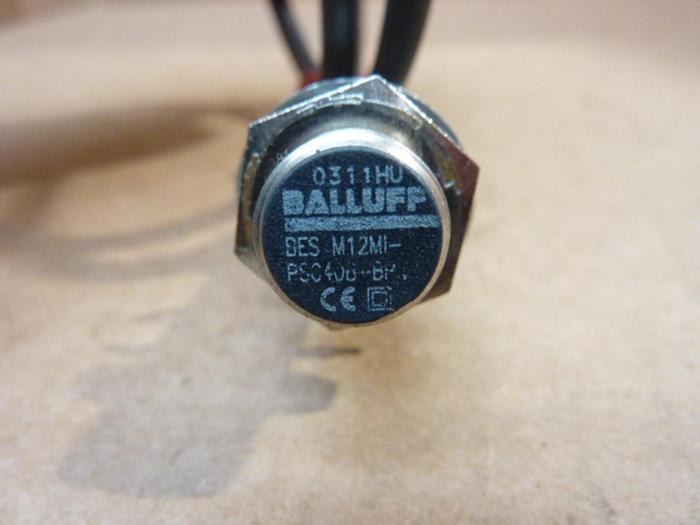 0311HU
BALLUFF
BES M12MI-
CE